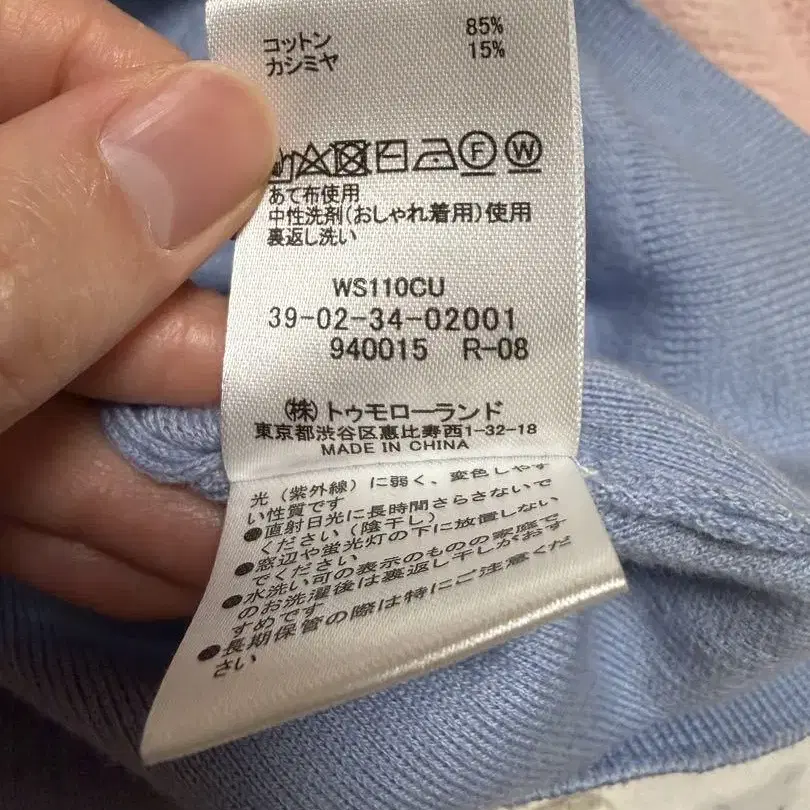 コットン 85%
カシミヤ 15%
F W
あて布使用
中性洗剤(おしゃれ着用)使用
裏返し洗い
WS110CU
39-02-34-02001
940015 R-08
㈱トゥモローランド
東京都渋谷区恵比寿西1-32-18
MADE IN CHINA
光(紫外線)に弱く、変色しやす
い性質です
●直射日光に長時間さらさないで
ください(陰干し)
●窓辺や蛍光灯の下に放置しない
でください
●水洗い可の表示のものの家庭で
のお洗濯後は裏返し干しがおす
すめです
●長期保管の際は特にご注意くだ
さい